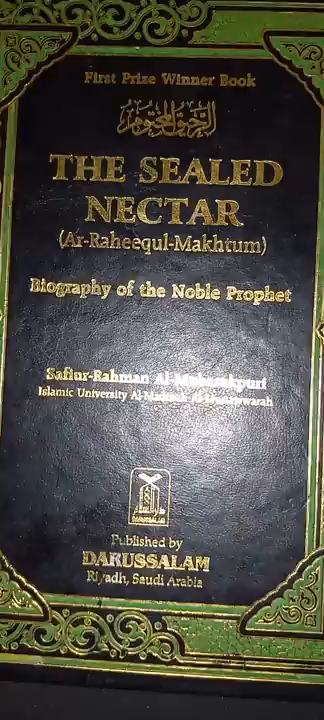 First Prize Winner Book
الرحيق المختوم
THE SEALED
NECTAR
(Ar-Raheequl-Makhtum)
Biography of the Noble Prophet
Safiur-Rahman Al-Mubarakpuri
Islamic University Al-Madinah Al-Munawwarah
DARUSSALAM
Published by
DARUSSALAM
Riyadh, Saudi Arabia